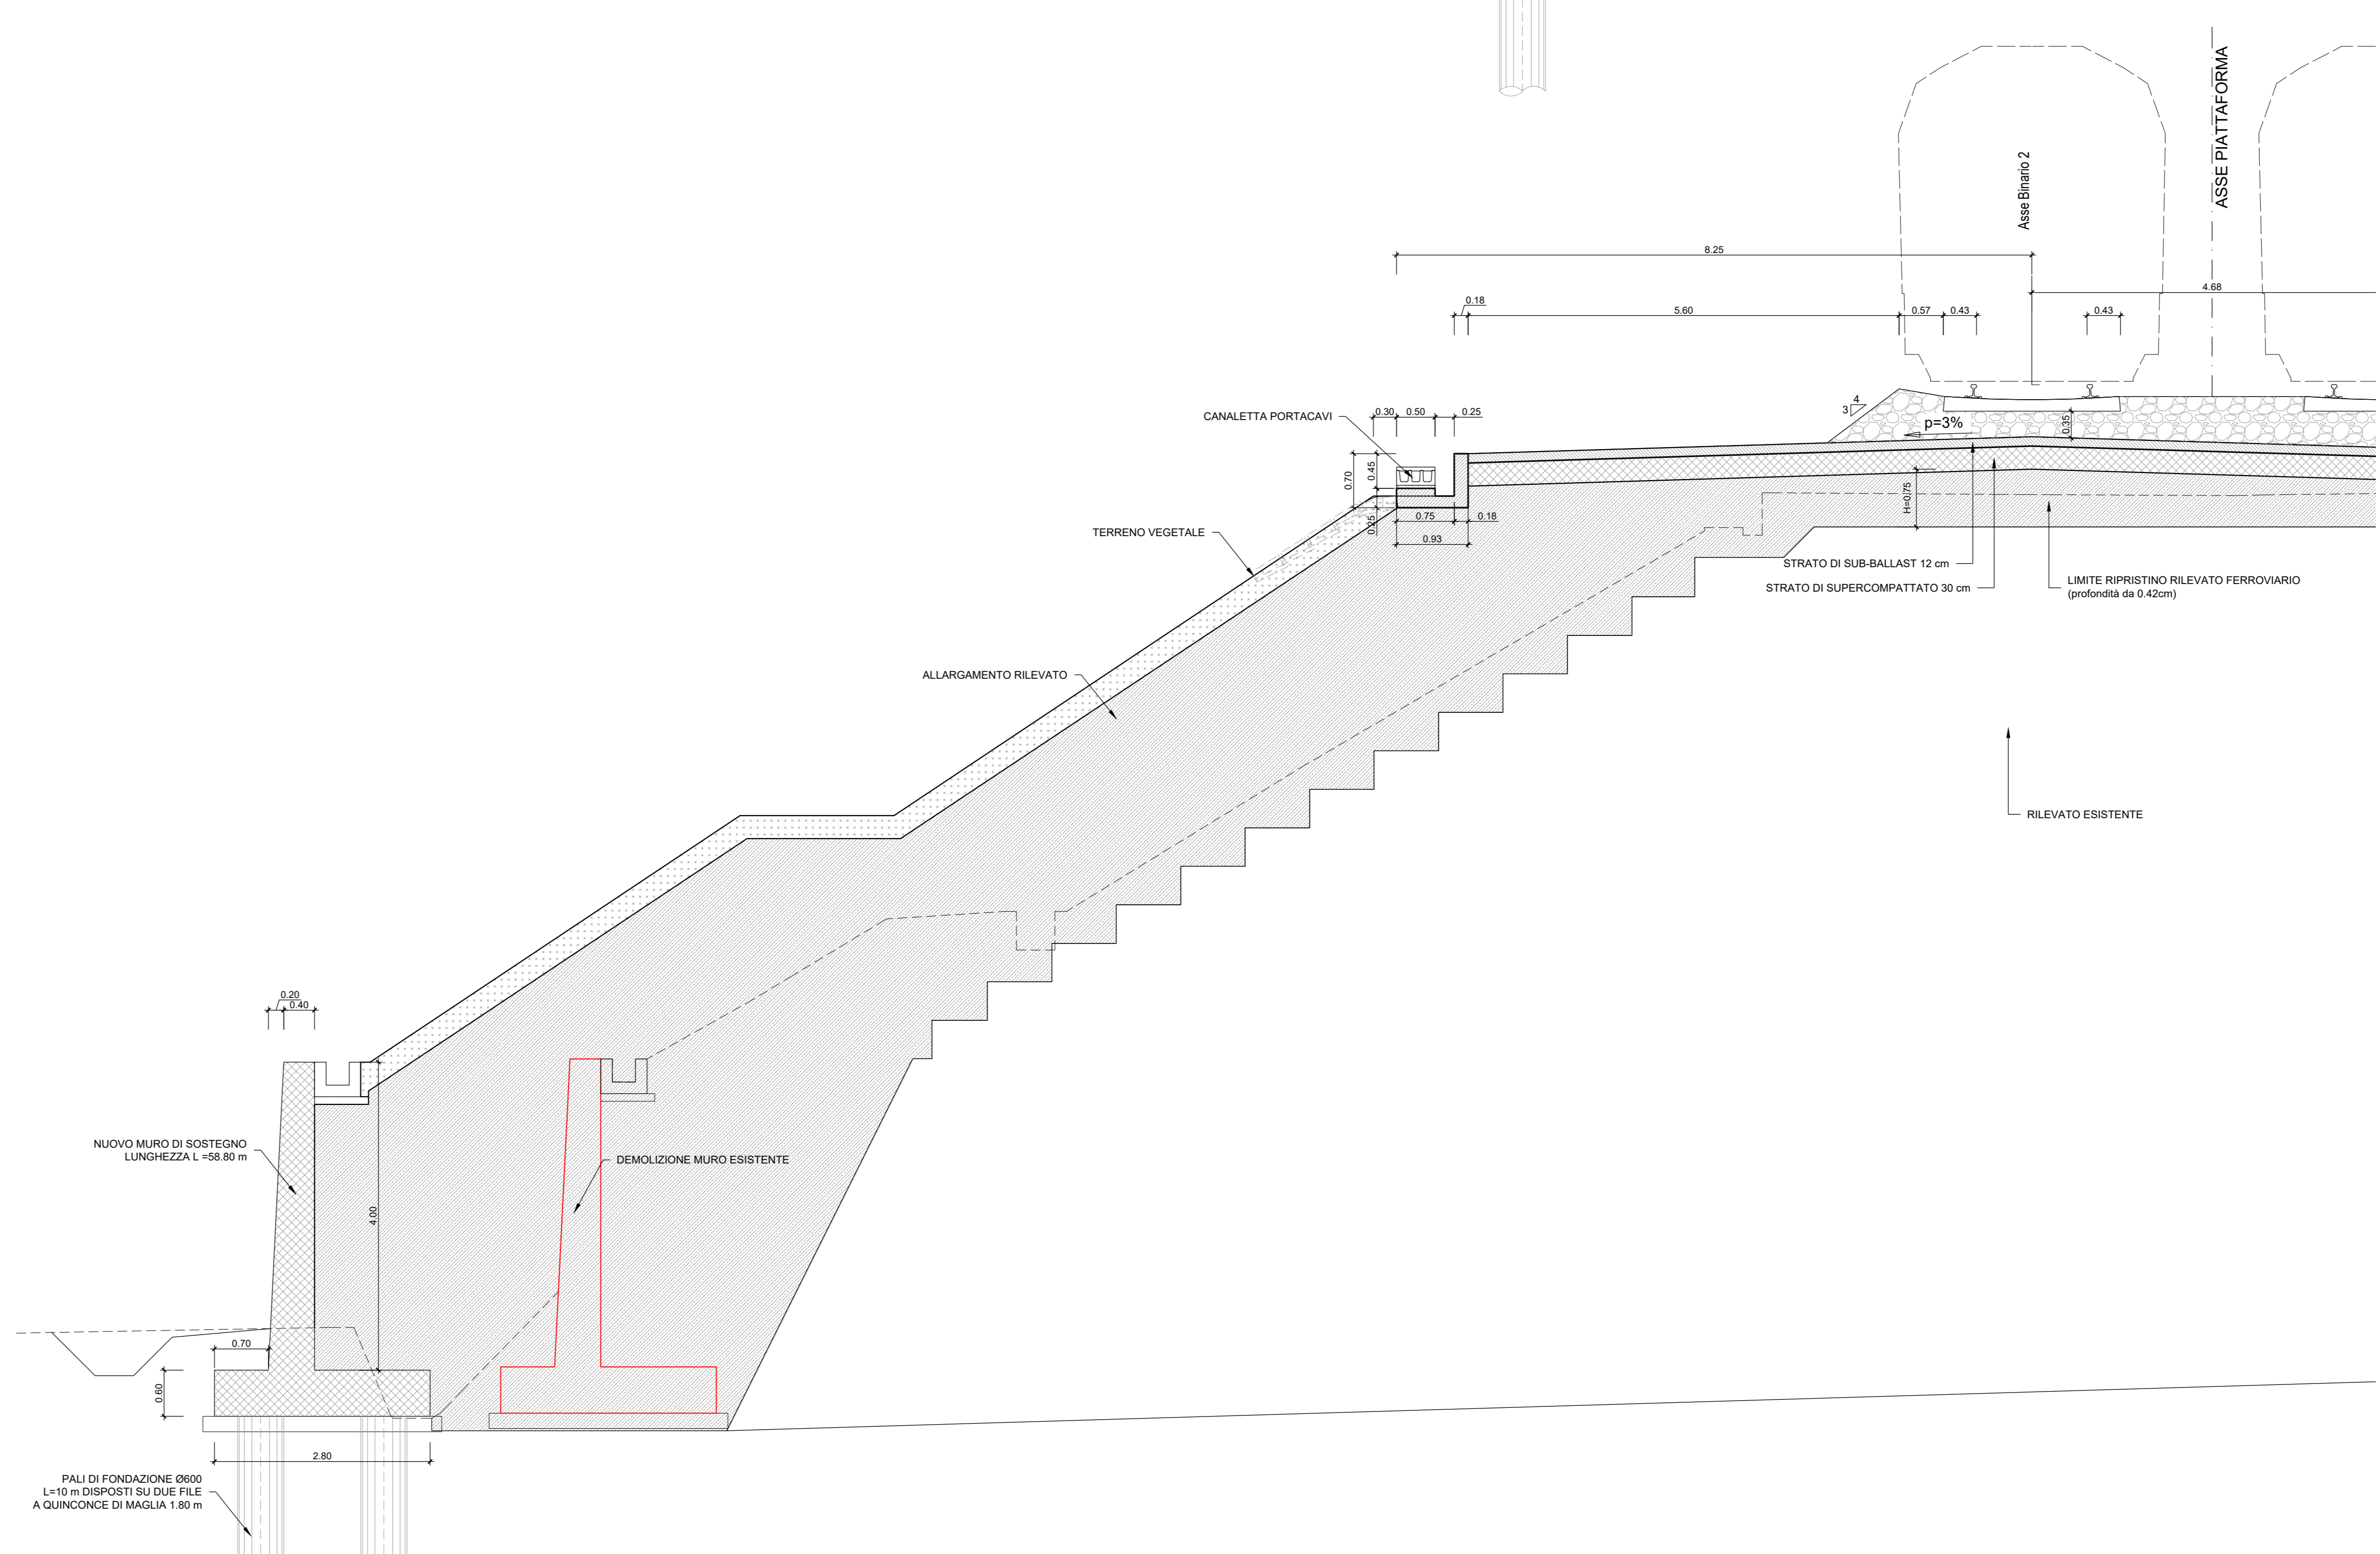 ASSE PIATTAFORMA
Asse Binario 2
8.25
4.68
0.18
5.60
0.57
0.43
0.43
4
3
p=3%
0.35
CANALETTA PORTACAVI
0.30
0.50
0.25
0.70
0.45
0.25
0.75
0.18
0.93
H=0.75
TERRENO VEGETALE
STRATO DI SUB-BALLAST 12 cm
STRATO DI SUPERCOMPATTATO 30 cm
LIMITE RIPRISTINO RILEVATO FERROVIARIO
(profondità da 0.42cm)
ALLARGAMENTO RILEVATO
RILEVATO ESISTENTE
0.20
0.40
NUOVO MURO DI SOSTEGNO
LUNGHEZZA L =58.80 m
DEMOLIZIONE MURO ESISTENTE
4.00
0.70
0.60
2.80
PALI DI FONDAZIONE Ø600
L=10 m DISPOSTI SU DUE FILE
A QUINCONCE DI MAGLIA 1.80 m